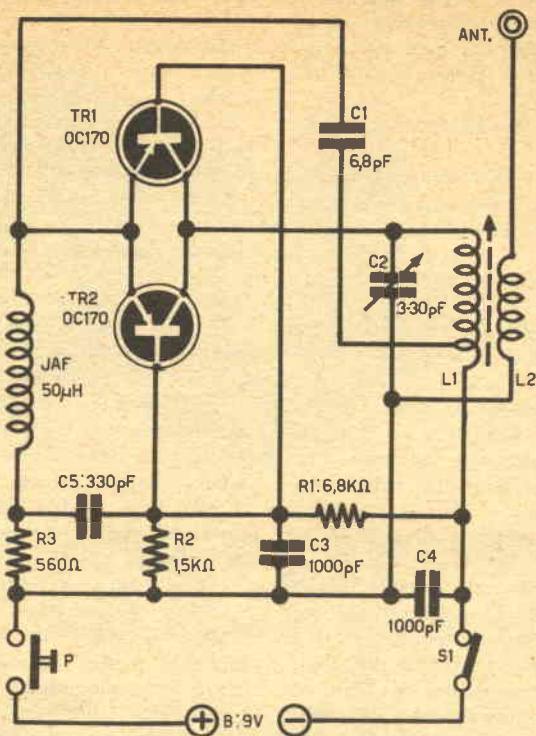 ANT.
TR1
OC170
C1
6,8pF
C2
3-30pF
TR2
OC170
JAF
50µH
L1
L2
C5:330pF
R1:6,8KΩ
R3
560Ω
R2
1,5KΩ
C3
1000pF
C4
1000pF
P
S1
+ B:9V −